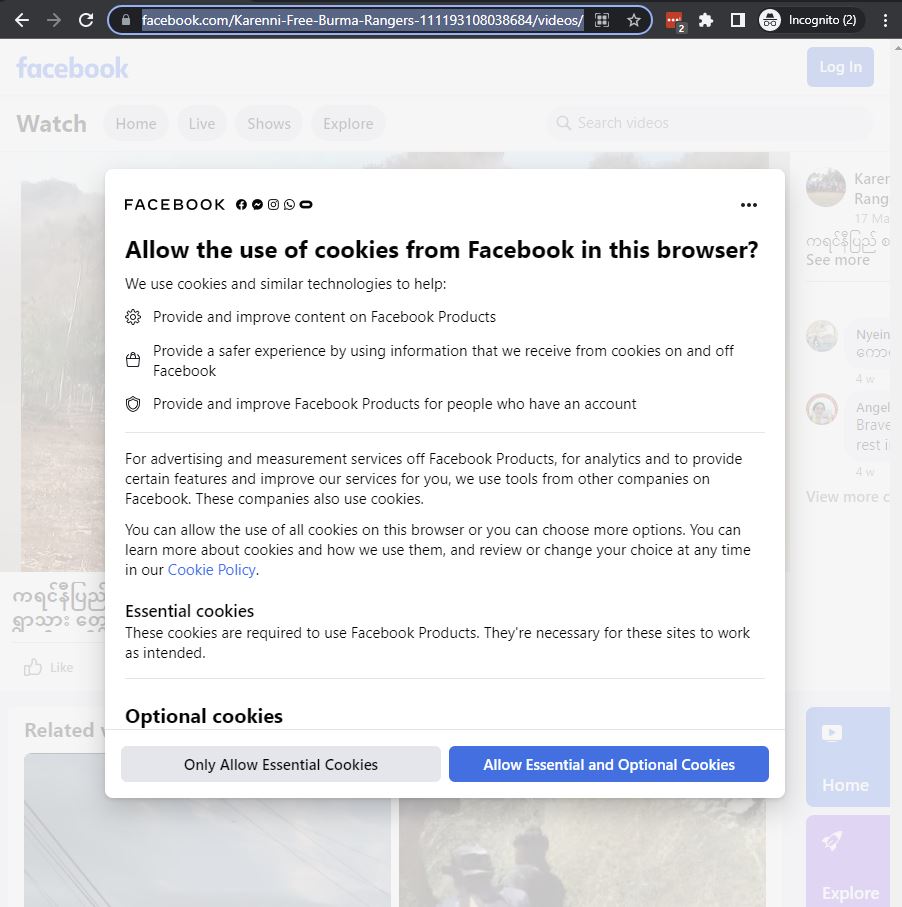 facebook.com/Karenni-Free-Burma-Rangers-111193108038684/videos/
2
Incognito (2)
facebook
Log In
Watch
Home
Live
Shows
Explore
Search videos
FACEBOOK
Allow the use of cookies from Facebook in this browser?
We use cookies and similar technologies to help:
Provide and improve content on Facebook Products
Provide a safer experience by using information that we receive from cookies on and off
Facebook
Provide and improve Facebook Products for people who have an account
For advertising and measurement services off Facebook Products, for analytics and to provide
certain features and improve our services for you, we use tools from other companies on
Facebook. These companies also use cookies.
You can allow the use of all cookies on this browser or you can choose more options. You can
learn more about cookies and how we use them, and review or change your choice at any time
in our Cookie Policy.
Essential cookies
These cookies are required to use Facebook Products. They're necessary for these sites to work
as intended.
Optional cookies
Only Allow Essential Cookies
Allow Essential and Optional Cookies
Karen
Rang
17 Ma
ကရင်နီပြည် စ
See more
Nyein
4 w
Angel
Brave
rest i
4 w
View more c
ကရင်နီပြည်
ရွာသား တွေ
Like
Related v
Home
Explore